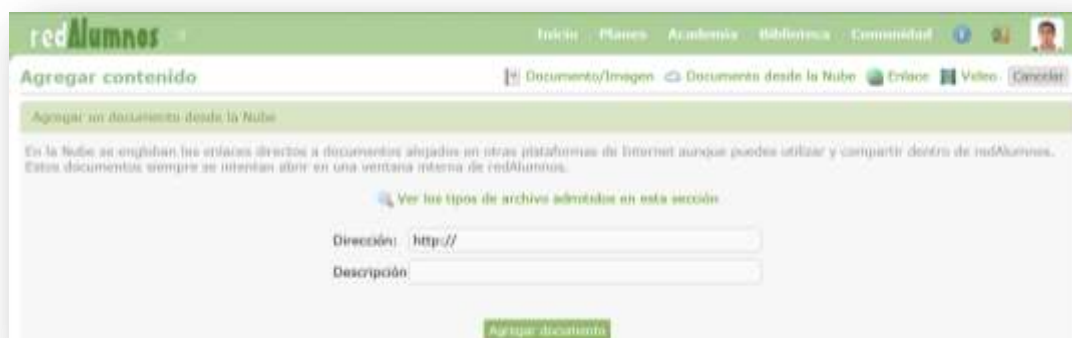 redAlumnos
Inicio Planes Academia Biblioteca Comunidad
Agregar contenido
Documento/Imagen Documento desde la Nube Enlace Video Cancelar
Agregar un documento desde la Nube
En la Nube se engloban los enlaces directos a documentos alojados en otras plataformas de Internet aunque puedes utilizar y compartir dentro de redAlumnos.
Estos documentos siempre se intentan abrir en una ventana interna de redAlumnos.
Ver los tipos de archivo admitidos en esta sección
Dirección: http://
Descripción
Agregar documento